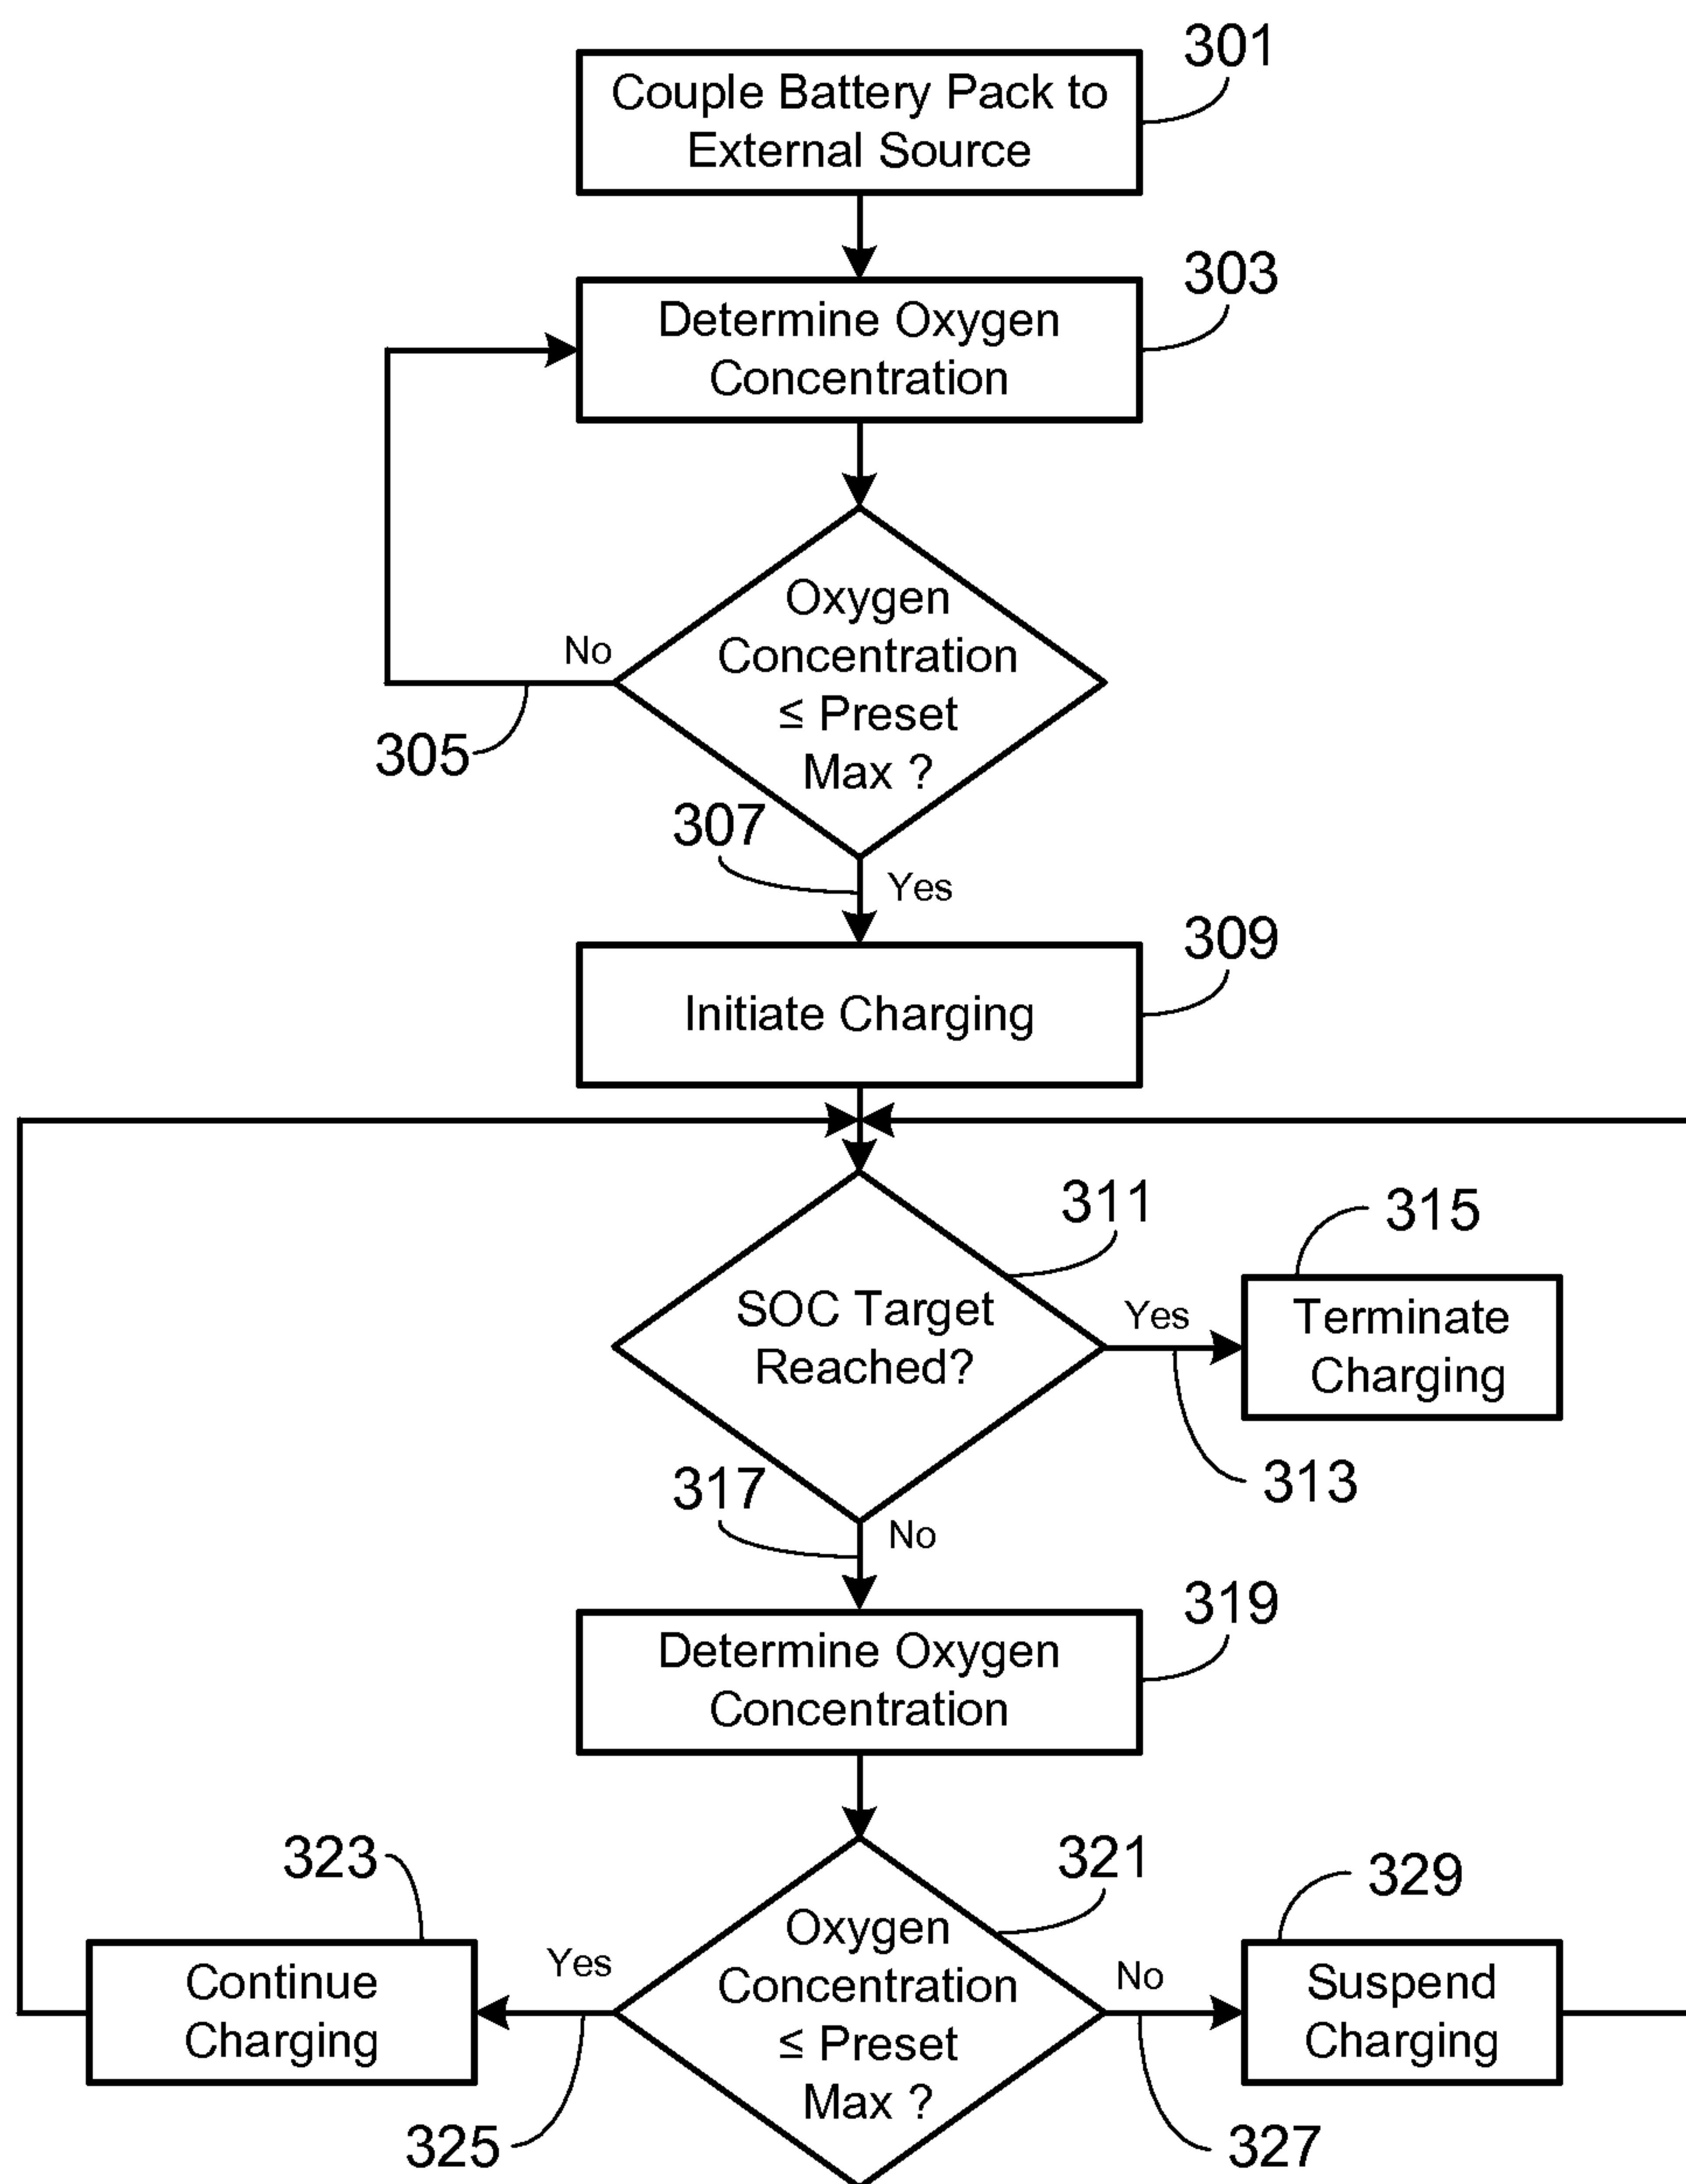 301
Couple Battery Pack to
External Source
303
Determine Oxygen
Concentration
Oxygen
Concentration
≤ Preset
Max ?
No
305
307
Yes
309
Initiate Charging
311
315
SOC Target
Reached?
Yes
Terminate
Charging
313
317
No
319
Determine Oxygen
Concentration
323
321
329
Oxygen
Concentration
≤ Preset
Max ?
Yes
No
Continue
Charging
Suspend
Charging
325
327